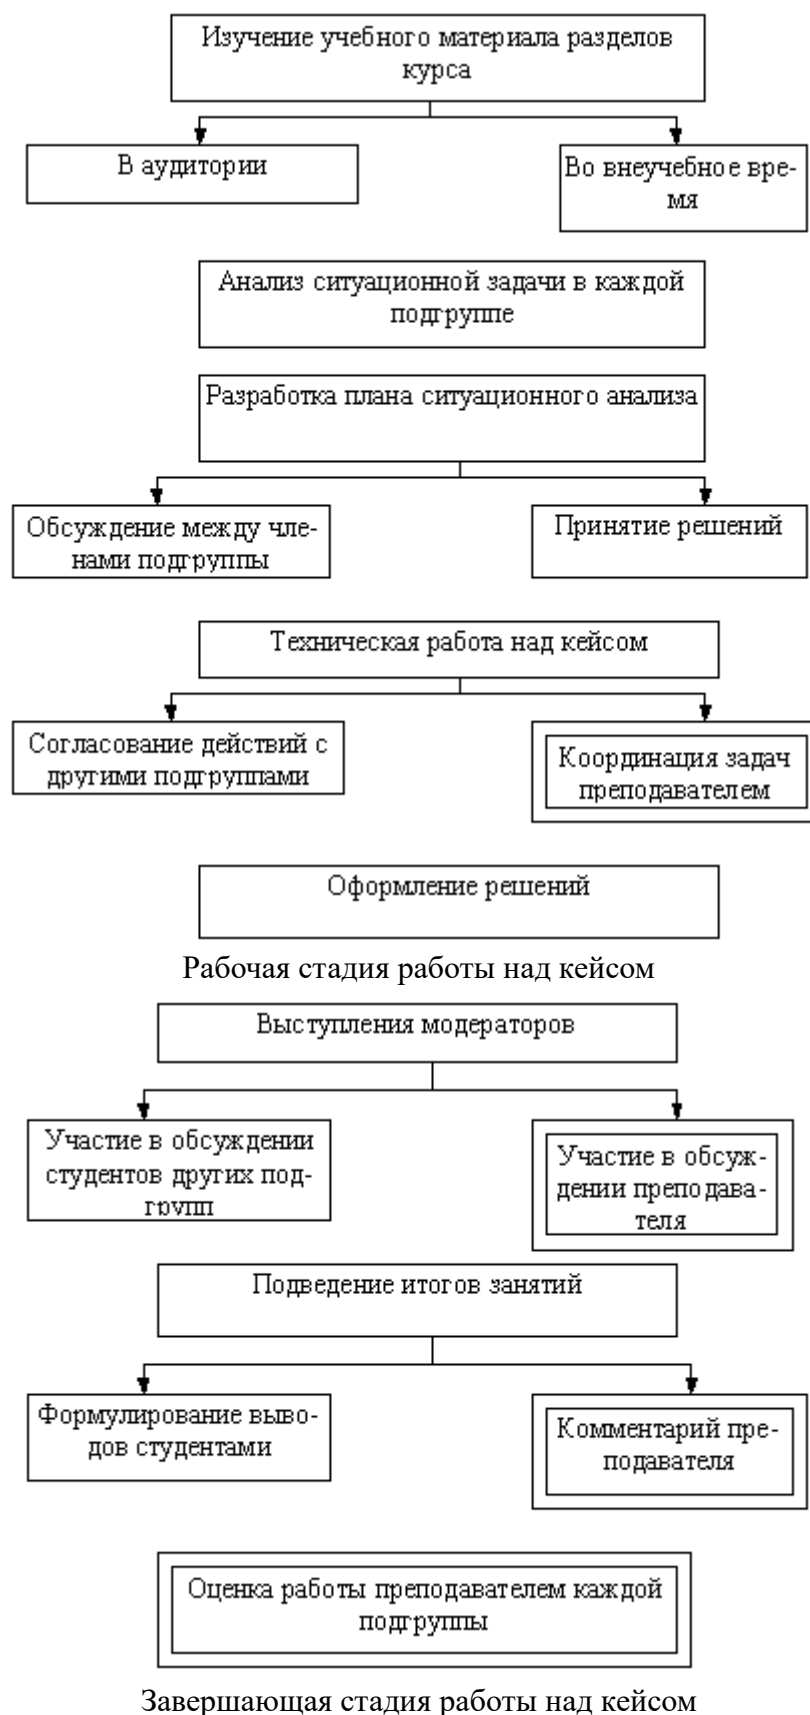 Изучение учебного материала разделов
курса
В аудитории
Во внеучебное вре-
мя
Анализ ситуационной задачи в каждой
подгруппе
Разработка плана ситуационного анализа
Обсуждение между чле-
нами подгруппы
Принятие решений
Техническая работа над кейсом
Согласование действий с
другими подгруппами
Координация задач
преподавателем
Оформление решений
Рабочая стадия работы над кейсом
Выступления модераторов
Участие в обсуждении
студентов других под-
групп
Участие в обсуж-
дении преподава-
теля
Подведение итогов занятий
Формулирование выво-
дов студентами
Комментарий пре-
подавателя
Оценка работы преподавателем каждой
подгруппы
Завершающая стадия работы над кейсом